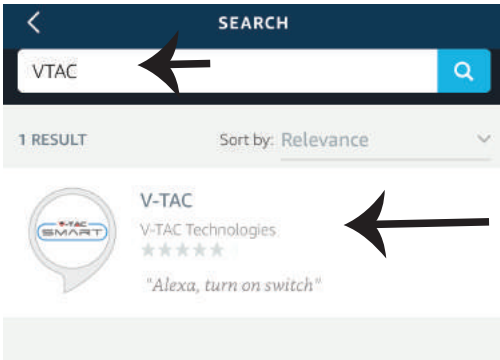 SEARCH
VTAC
1 RESULT Sort by: Relevance
V-TAC
V-TAC Technologies
V-TAC
SMART
"Alexa, turn on switch"